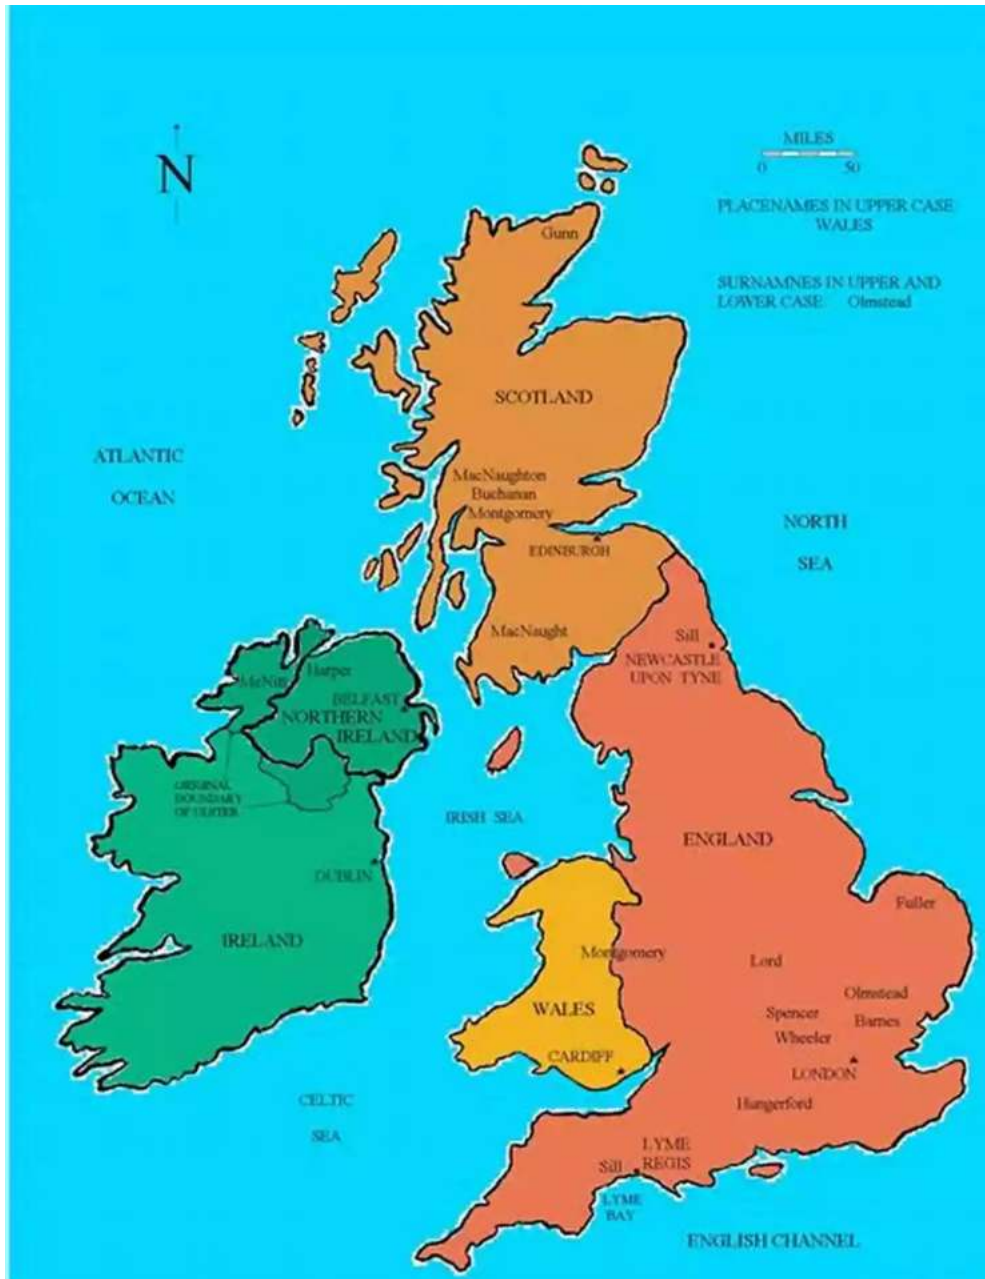 N
MILES
0 50
PLACENAMES IN UPPER CASE
WALES
SURNAMNES IN UPPER AND
LOWER CASE Olmstead
Gunn
SCOTLAND
ATLANTIC
OCEAN
MacNaughton
Buchanan
Montgomery
NORTH
SEA
EDINBURGH
MacNaught
Sill
NEWCASTLE
UPON TYNE
Harper
McNitt
BELFAST
NORTHERN
IRELAND
ORIGINAL
BOUNDARY
OF ULSTER
IRISH SEA
ENGLAND
DUBLIN
Fuller
IRELAND
Montgomery
Lord
Olmstead
WALES
Spencer
Barnes
Wheeler
CARDIFF
LONDON
CELTIC
SEA
Hungerford
LYME
REGIS
Sill
LYME
BAY
ENGLISH CHANNEL